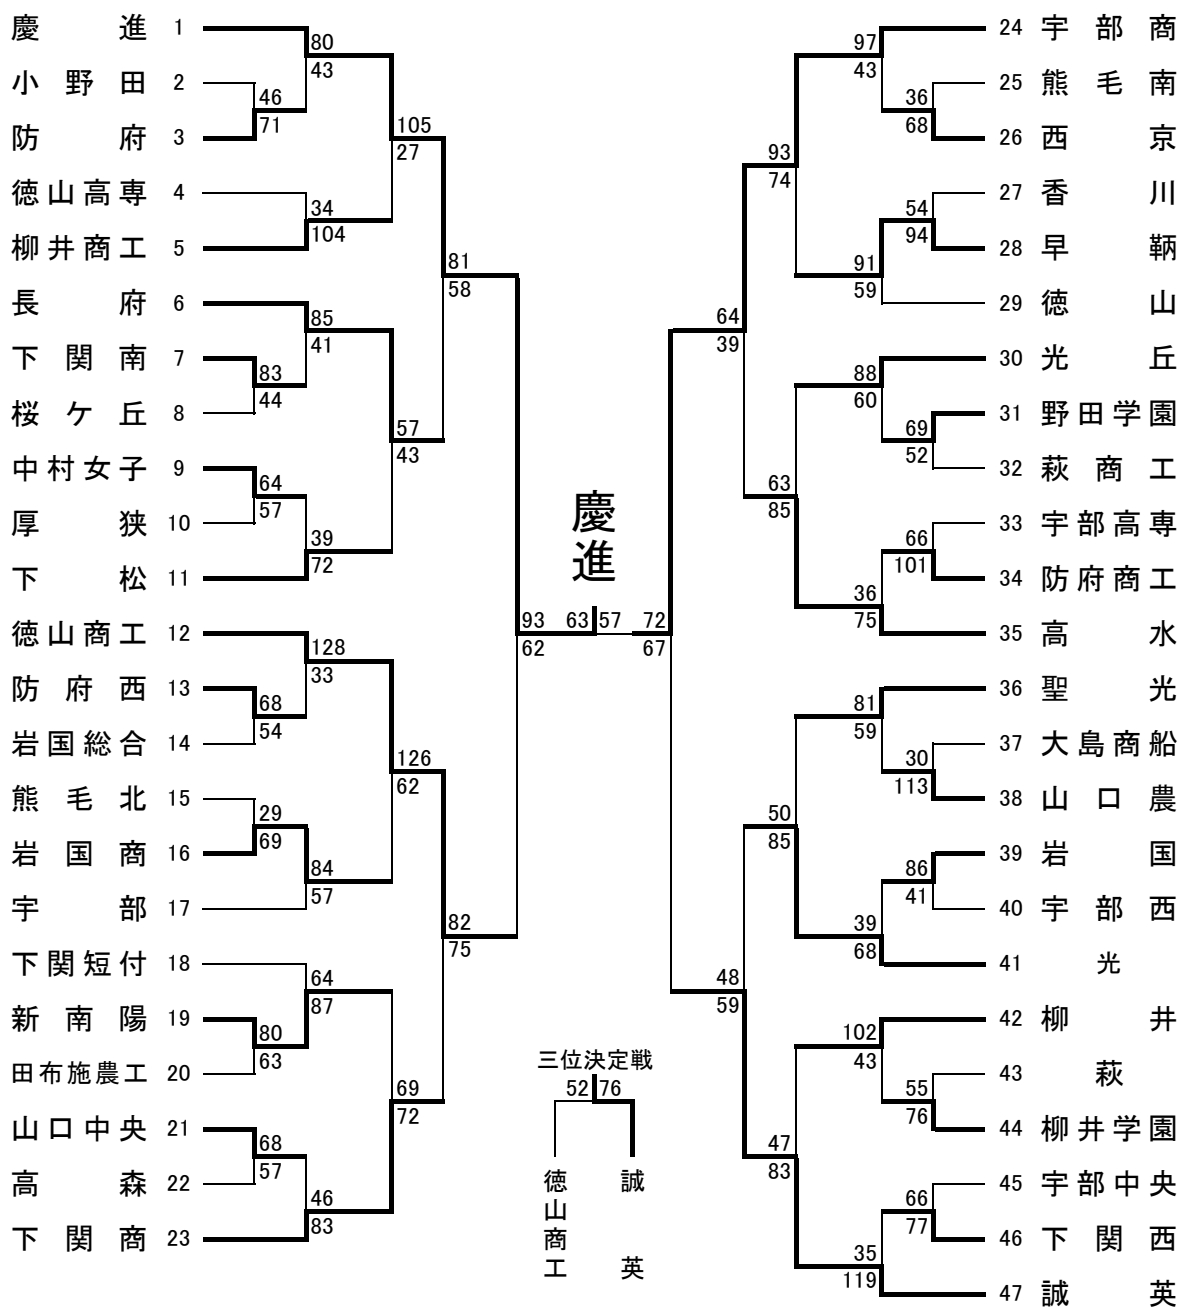 慶進 1
小野田 2
防府 3
徳山高専 4
柳井商工 5
長府 6
下関南 7
桜ケ丘 8
中村女子 9
厚狭 10
下松 11
徳山商工 12
防府西 13
岩国総合 14
熊毛北 15
岩国商 16
宇部 17
下関短付 18
新南陽 19
田布施農工 20
山口中央 21
高森 22
下関商 23
80
43
46
71
34
104
85
41
83
44
64
57
39
72
128
33
68
54
29
69
84
57
64
87
80
63
68
57
46
83
105
27
57
43
126
62
69
72
81
58
82
75
93
62
慶進
63 57
72
67
64
39
48
59
93
74
63
85
50
85
47
83
97
43
36
68
54
94
91
59
88
60
69
52
66
101
36
75
81
59
30
113
86
41
39
68
102
43
55
76
66
77
35
119
24 宇部商
25 熊毛南
26 西京
27 香川
28 早鞆
29 徳山
30 光丘
31 野田学園
32 萩商工
33 宇部高専
34 防府商工
35 高水
36 聖光
37 大島商船
38 山口農
39 岩国
40 宇部西
41 光
42 柳井
43 萩
44 柳井学園
45 宇部中央
46 下関西
47 誠英
三位決定戦
52 76
徳山商工
誠英